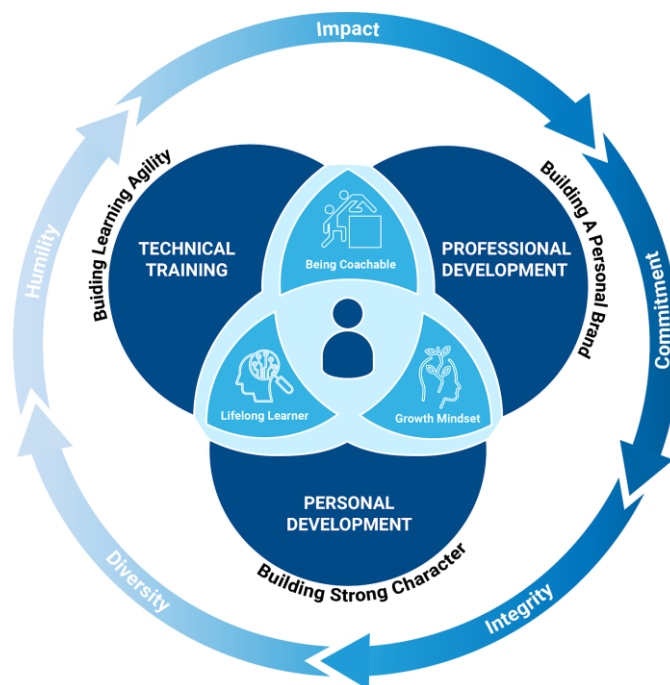 Impact
Building A Personal Brand
Buiding Learning Agility
TECHNICAL
TRAINING
PROFESSIONAL
DEVELOPMENT
Being Coachable
Humility
Commitment
Lifelong Learner
Growth Mindset
PERSONAL
DEVELOPMENT
Building Strong Character
Diversity
Integrity